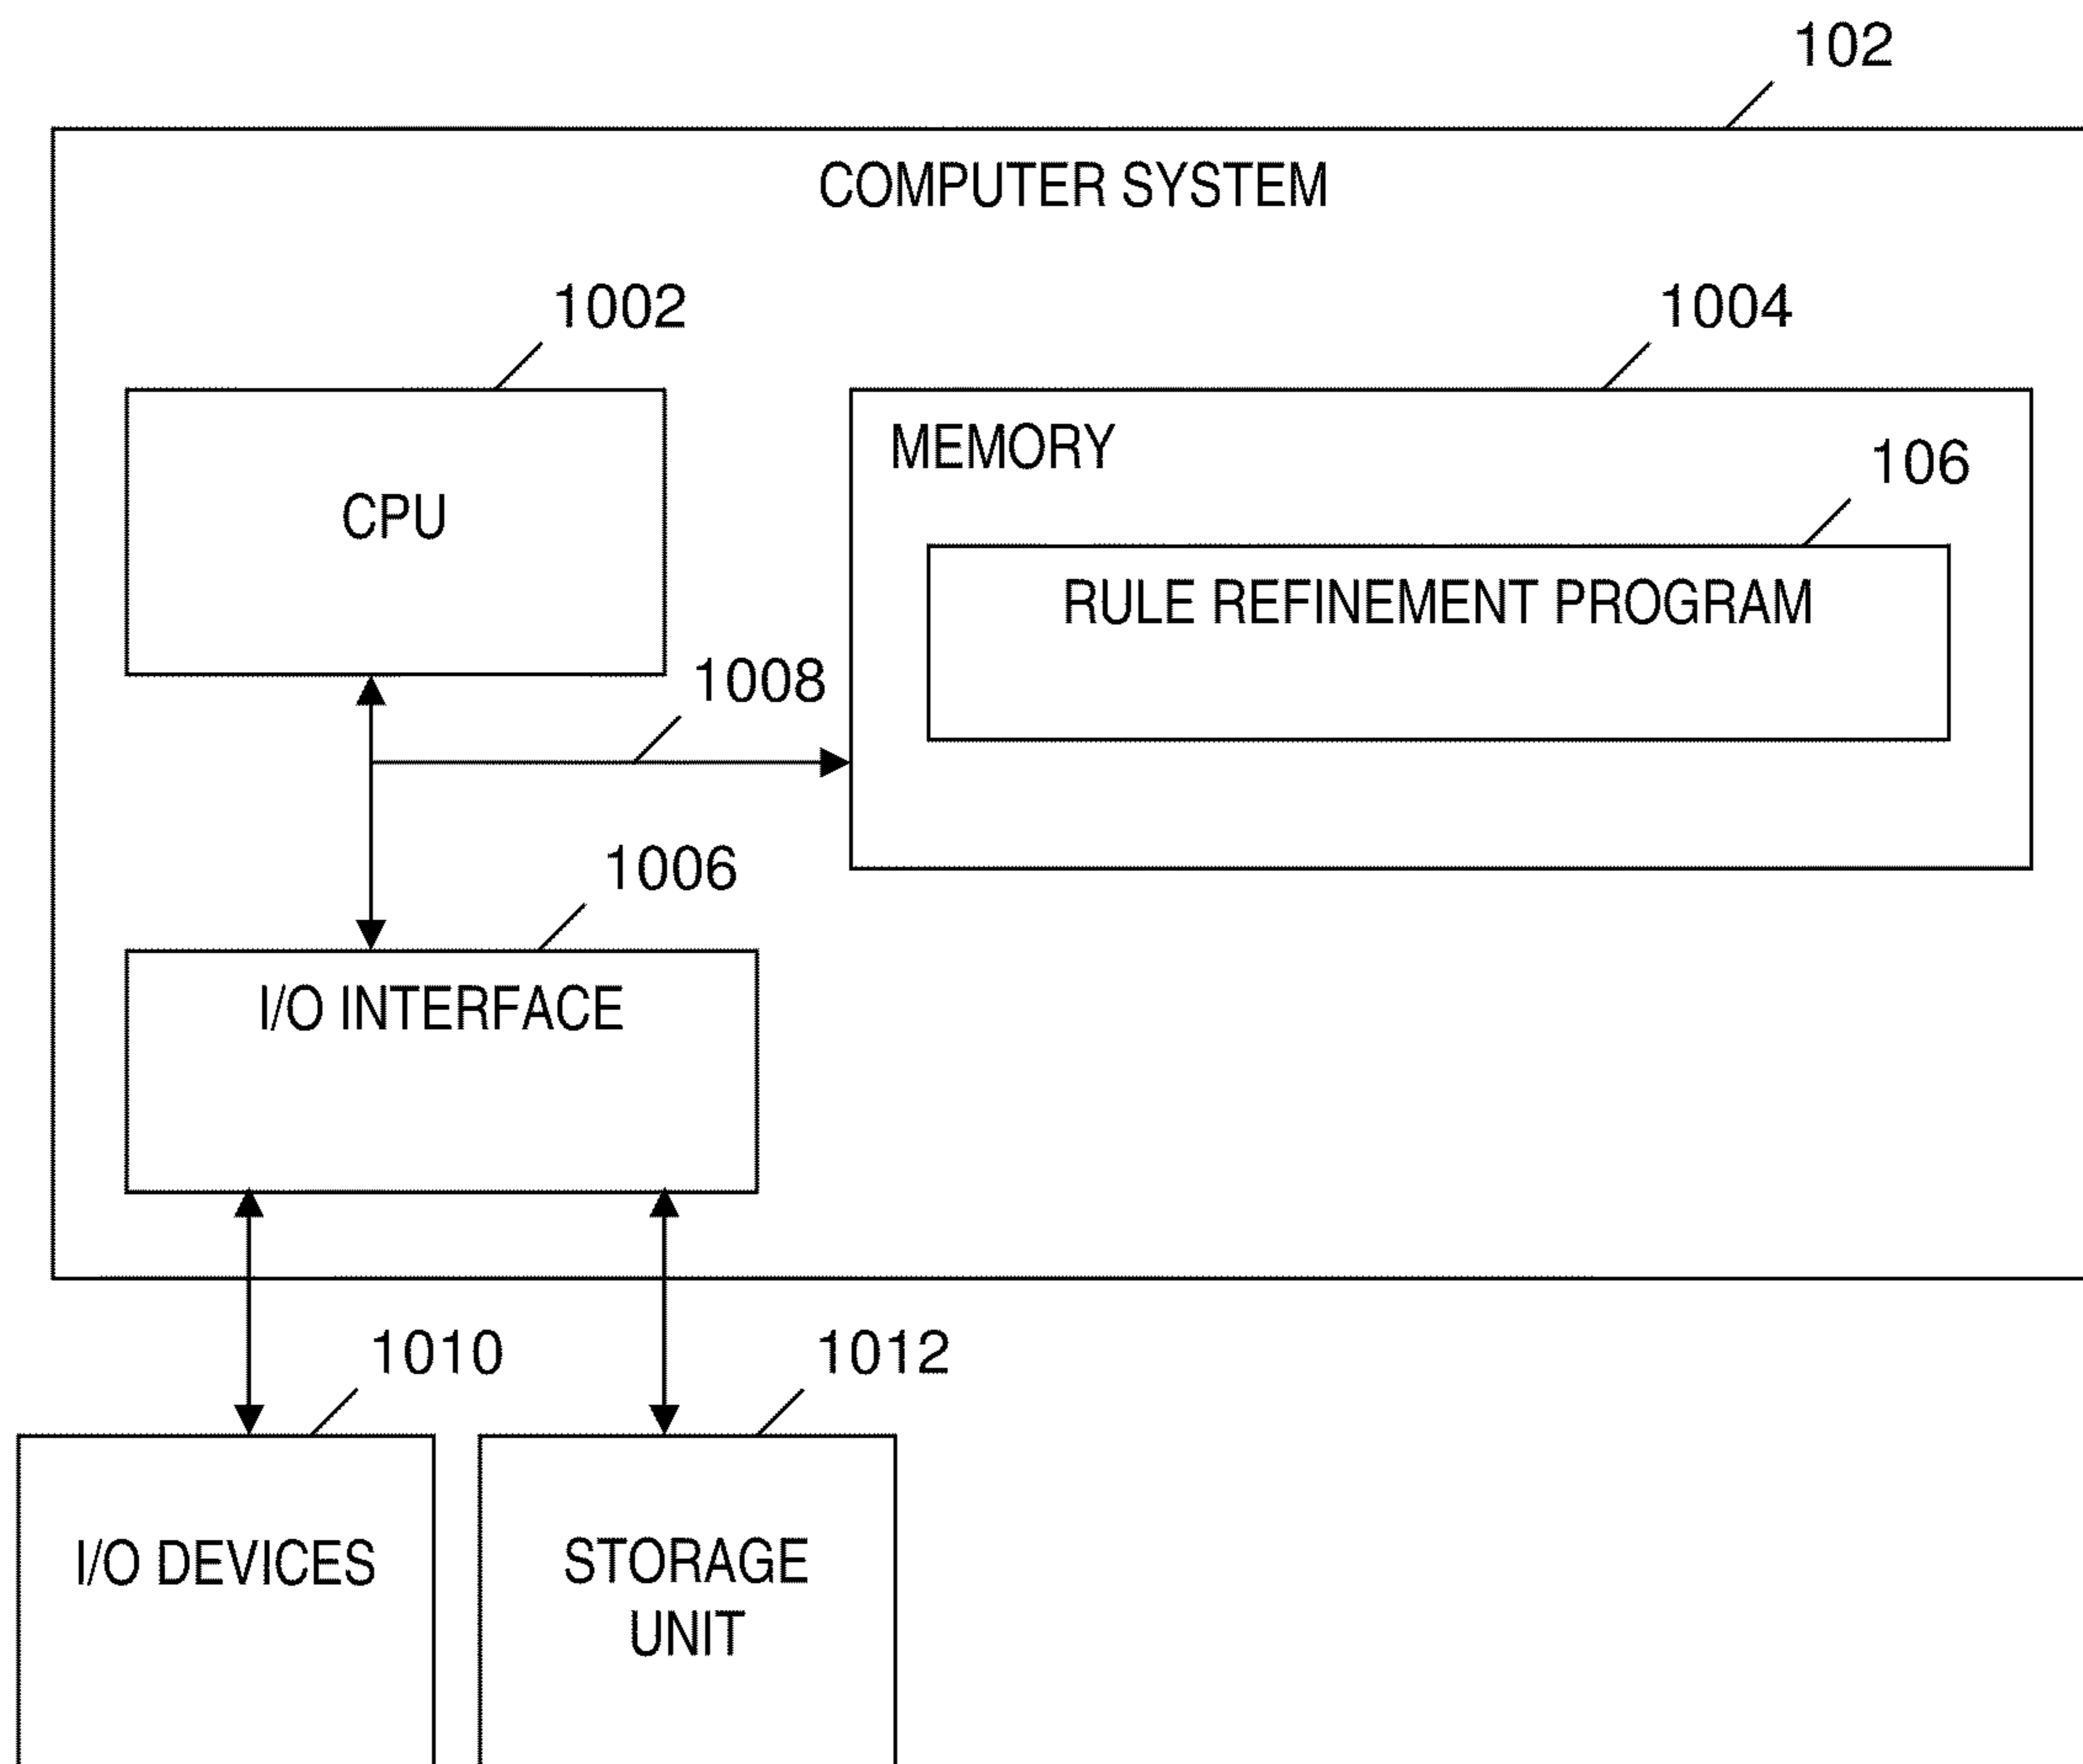 102
COMPUTER SYSTEM
1002
1004
MEMORY
106
CPU
RULE REFINEMENT PROGRAM
1008
1006
I/O INTERFACE
1010
1012
I/O DEVICES
STORAGE
UNIT